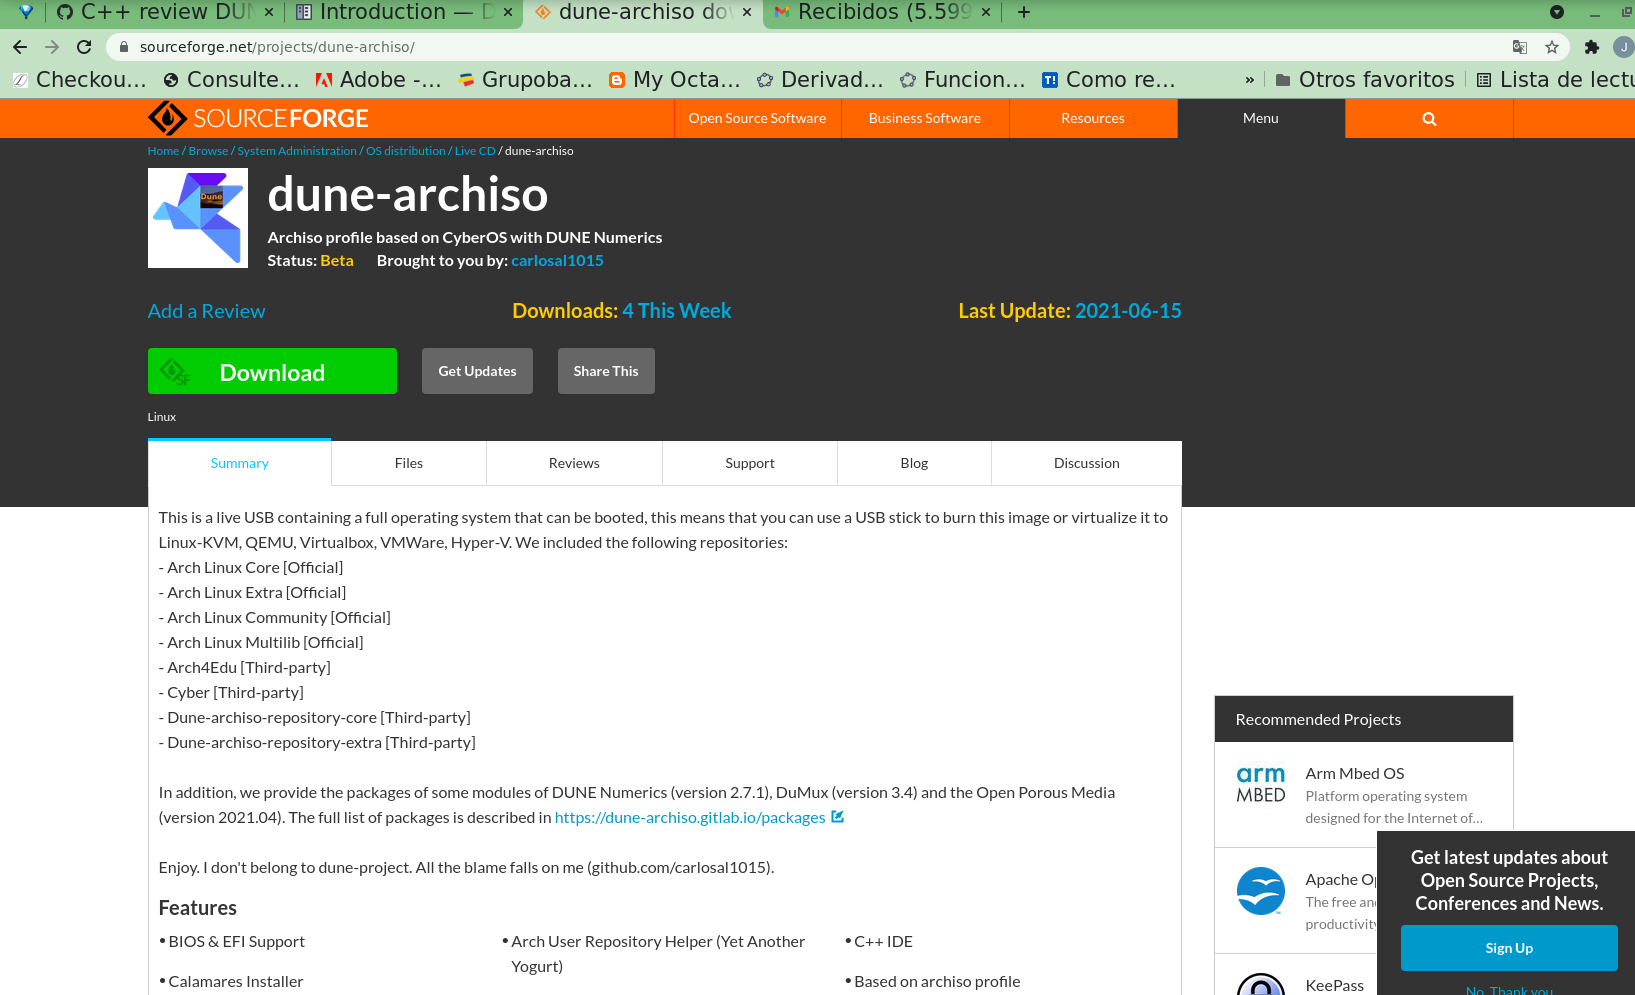 C++ review DUN
Introduction — D
dune-archiso dov
Recibidos (5.599
sourceforge.net/projects/dune-archiso/
J
Checkou...
Consulte...
Adobe -...
Grupoba...
My Octa...
Derivad...
Funcion...
Como re...
»
Otros favoritos
Lista de lectu
SOURCEFORGE
Open Source Software
Business Software
Resources
Menu
Home / Browse / System Administration / OS distribution / Live CD / dune-archiso
Dune
dune-archiso
Archiso profile based on CyberOS with DUNE Numerics
Status: Beta Brought to you by: carlosal1015
Add a Review
Downloads: 4 This Week
Last Update: 2021-06-15
SF
Download
Get Updates
Share This
Linux
Summary
Files
Reviews
Support
Blog
Discussion
This is a live USB containing a full operating system that can be booted, this means that you can use a USB stick to burn this image or virtualize it to
Linux-KVM, QEMU, Virtualbox, VMWare, Hyper-V. We included the following repositories:
- Arch Linux Core [Official]
- Arch Linux Extra [Official]
- Arch Linux Community [Official]
- Arch Linux Multilib [Official]
- Arch4Edu [Third-party]
- Cyber [Third-party]
- Dune-archiso-repository-core [Third-party]
- Dune-archiso-repository-extra [Third-party]
In addition, we provide the packages of some modules of DUNE Numerics (version 2.7.1), DuMux (version 3.4) and the Open Porous Media
(version 2021.04). The full list of packages is described in https://dune-archiso.gitlab.io/packages
Enjoy. I don't belong to dune-project. All the blame falls on me (github.com/carlosal1015).
Features
• BIOS & EFI Support
• Calamares Installer
• Arch User Repository Helper (Yet Another
Yogurt)
• C++ IDE
• Based on archiso profile
Recommended Projects
arm
MBED
Arm Mbed OS
Platform operating system
designed for the Internet of...
Apache Op
The free an
productivity
KeePass
Get latest updates about
Open Source Projects,
Conferences and News.
Sign Up
No, Thank you